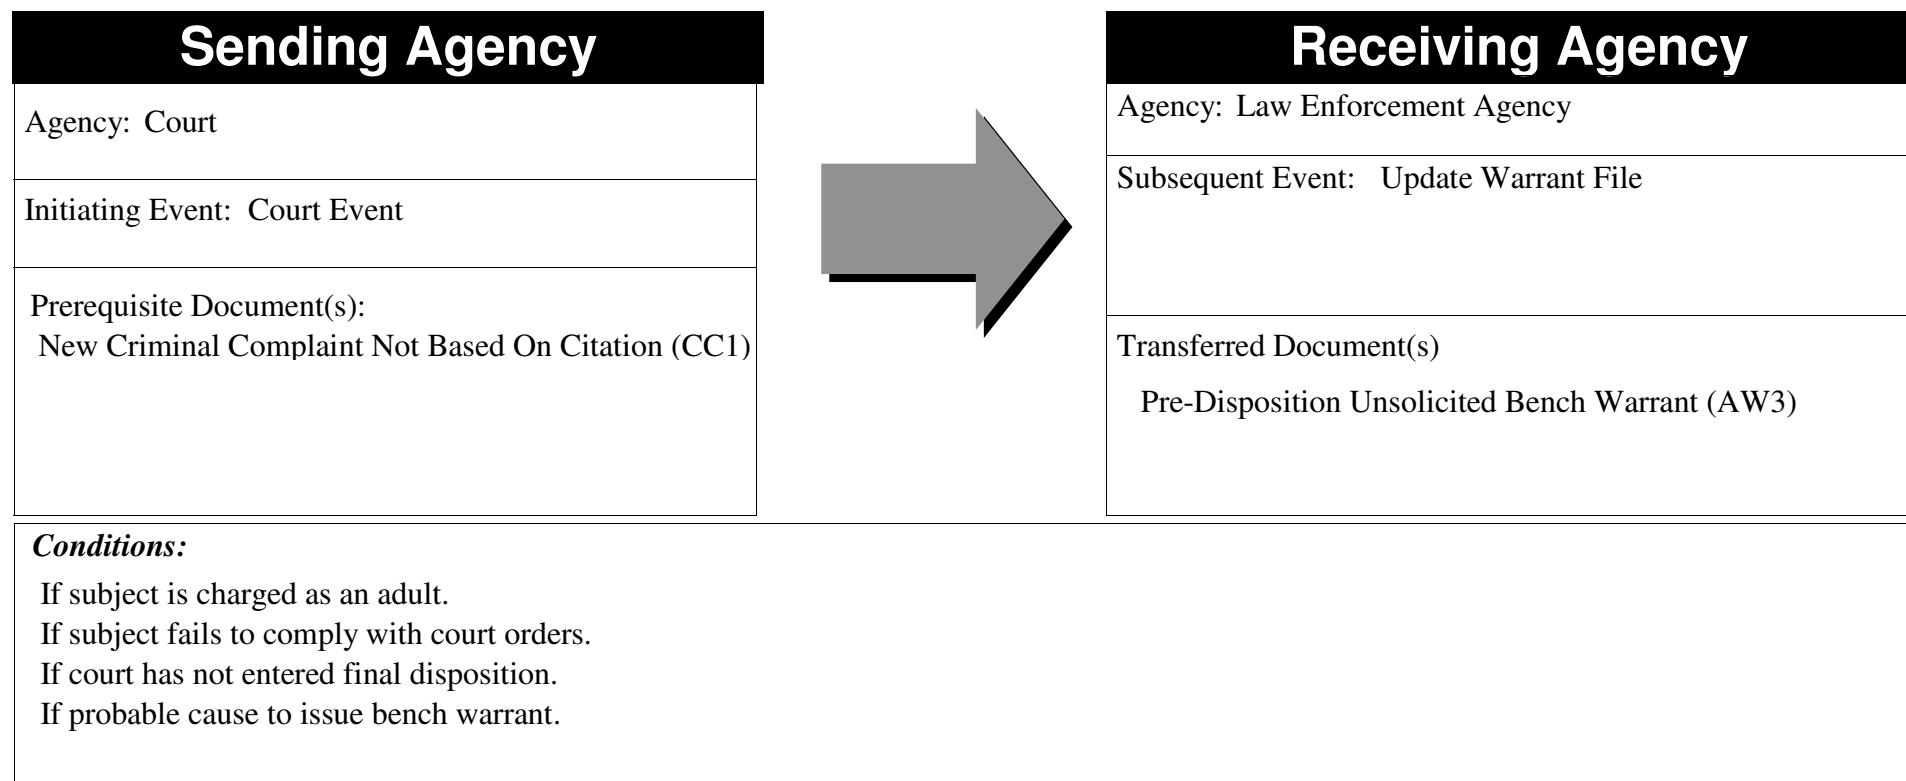 Sending Agency
Agency: Court
Initiating Event: Court Event
Prerequisite Document(s):
New Criminal Complaint Not Based On Citation (CC1)
Receiving Agency
Agency: Law Enforcement Agency
Subsequent Event: Update Warrant File
Transferred Document(s)
Pre-Disposition Unsolicited Bench Warrant (AW3)
Conditions:
If subject is charged as an adult.
If subject fails to comply with court orders.
If court has not entered final disposition.
If probable cause to issue bench warrant.